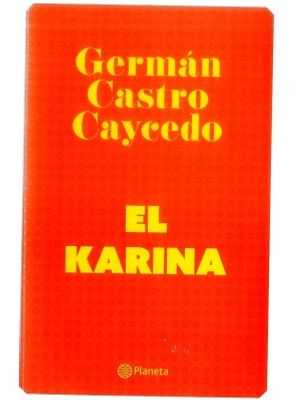 Germán
Castro
Caycedo
EL
KARINA
Planeta